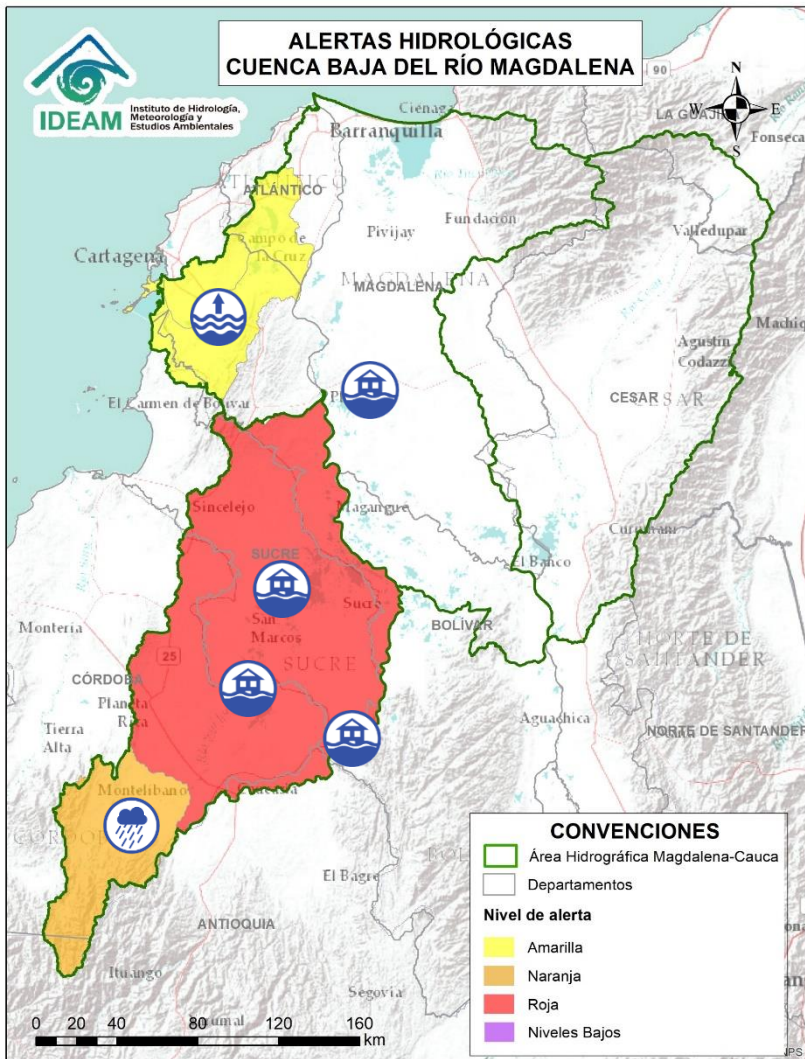 ALERTAS HIDROLÓGICAS
CUENCA BAJA DEL RÍO MAGDALENA
IDEAM
Instituto de Hidrología,
Meteorología y
Estudios Ambientales
N
W
E
S
90
Ciénaga
LA GUAJIRA
Barranquilla
Fonseca
ATLÁNTICO
ATLÁNTICO
Fundación
Pivijay
Valledupar
Campo de
la Cruz
Cartagena
MAGDALENA
MAGDALENA
Agustín
Codazzi
CESAR
CESAR
El Carmen de Bolívar
Sincelejo
Magangué
Curumaní
El Banco
SUCRE
Sucre
San
Marcos
BOLÍVAR
Montería
25
SUCRE
NORTE DE
SANTANDER
CÓRDOBA
Planeta
Rica
Tierra
Alta
Aguachica
NORTE DE SANTANDER
Montelíbano
Caucasia
El Bagre
ANTIOQUIA
Ituango
Segovia
CONVENCIONES
Área Hidrográfica Magdalena-Cauca
Departamentos
Nivel de alerta
Amarilla
Naranja
Roja
Niveles Bajos
0 20 40 80 120 160
km